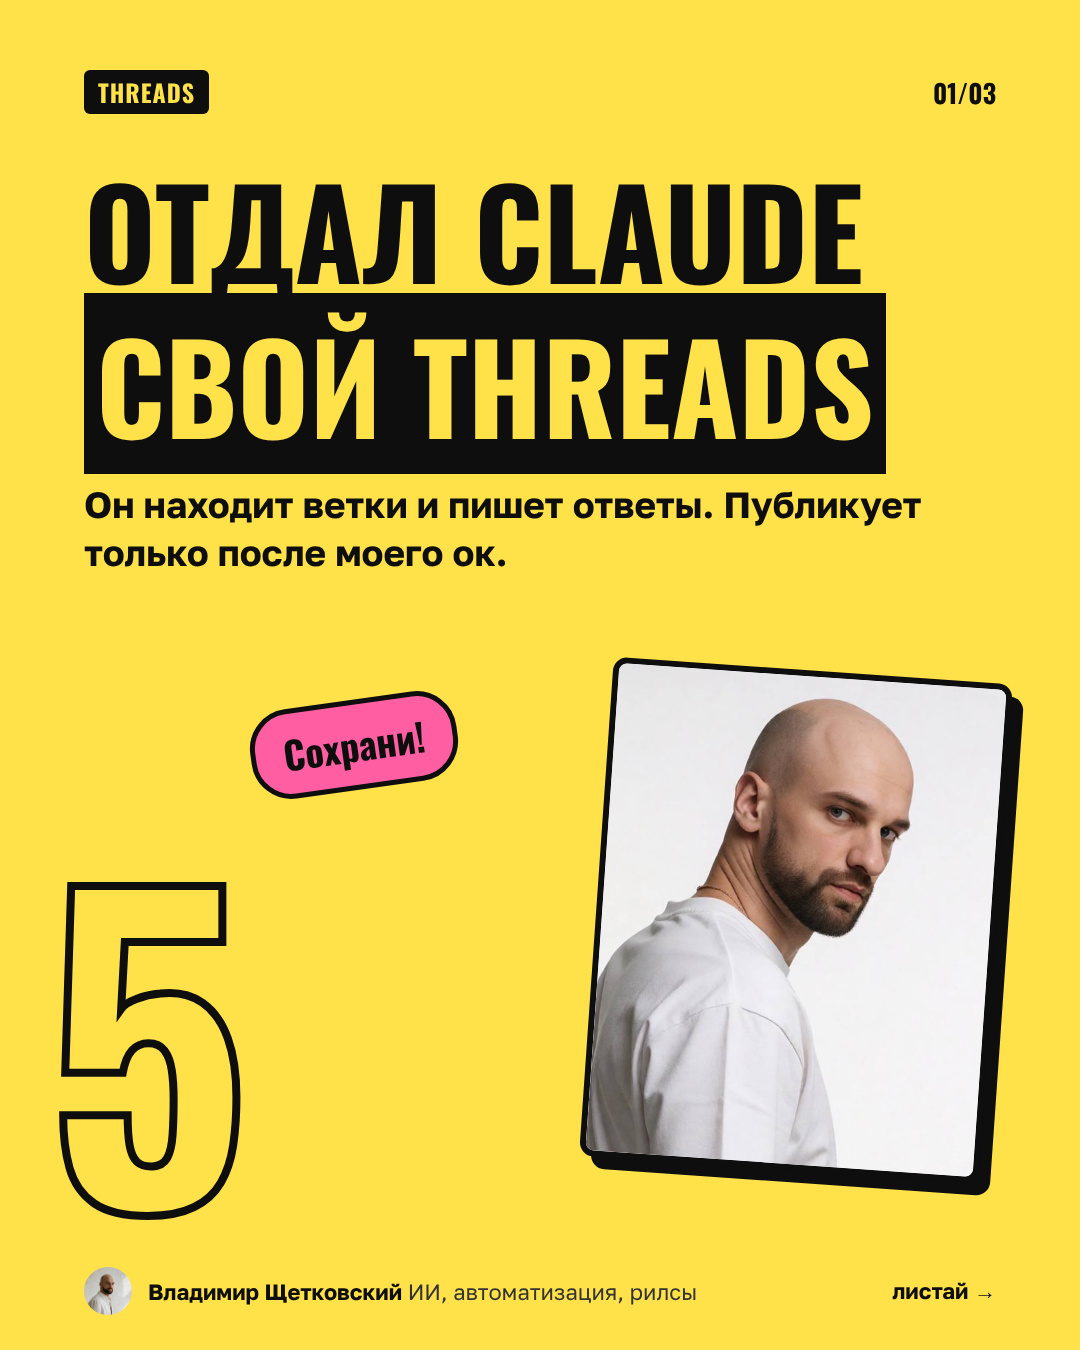 THREADS
01/03
ОТДАЛ CLAUDE
СВОЙ THREADS
Он находит ветки и пишет ответы. Публикует
только после моего ок.
Сохрани!
5
Владимир Щетковский ИИ, автоматизация, рилсы
листай →